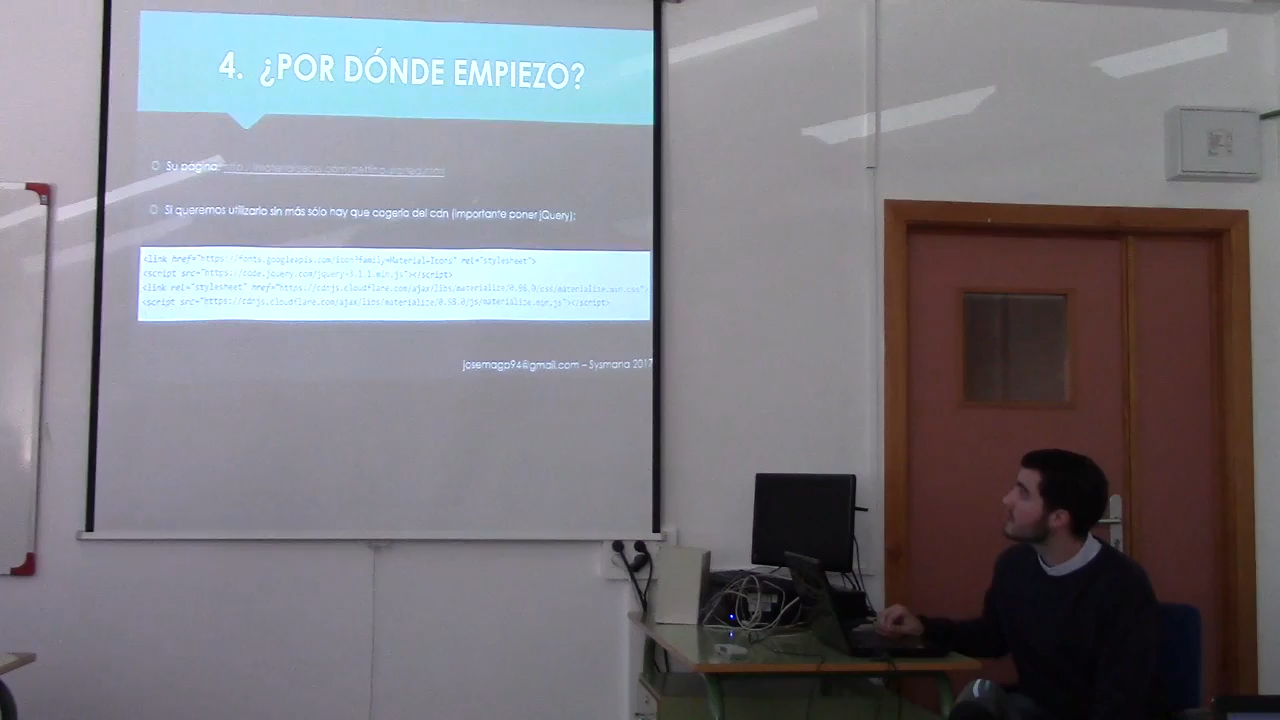 4. ¿POR DÓNDE EMPIEZO?
Su página:
Si queremos utilizarla sin más sólo hay que cogerla del cdn (importante poner jQuery):
<link href="https://fonts.googleapis.com/icon?family=Material+Icons" rel="stylesheet">
<script src="https://code.jquery.com/jquery-3.1.1.min.js"></script>
<link rel="stylesheet" href="https://cdnjs.cloudflare.com/ajax/libs/materialize/0.98.0/css/materialize.min.css">
<script src="https://cdnjs.cloudflare.com/ajax/libs/materialize/0.98.0/js/materialize.min.js"></script>
josemagp94@gmail.com – Sysmana 2017